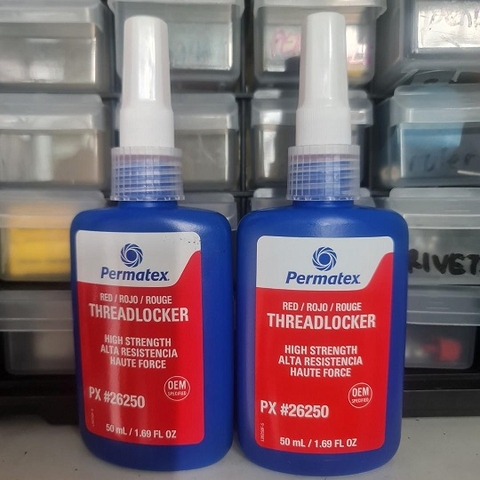 Permatex
RED / ROJO / ROUGE
THREADLOCKER
HIGH STRENGTH
ALTA RESISTENCIA
HAUTE FORCE
OEM
SPECIFIED
PX #26250
50 mL / 1.69 FL OZ
Permatex
RED / ROJO / ROUGE
THREADLOCKER
HIGH STRENGTH
ALTA RESISTENCIA
HAUTE FORCE
OEM
SPECIFIED
PX #26250
50 mL / 1.69 FL OZ
RIVET